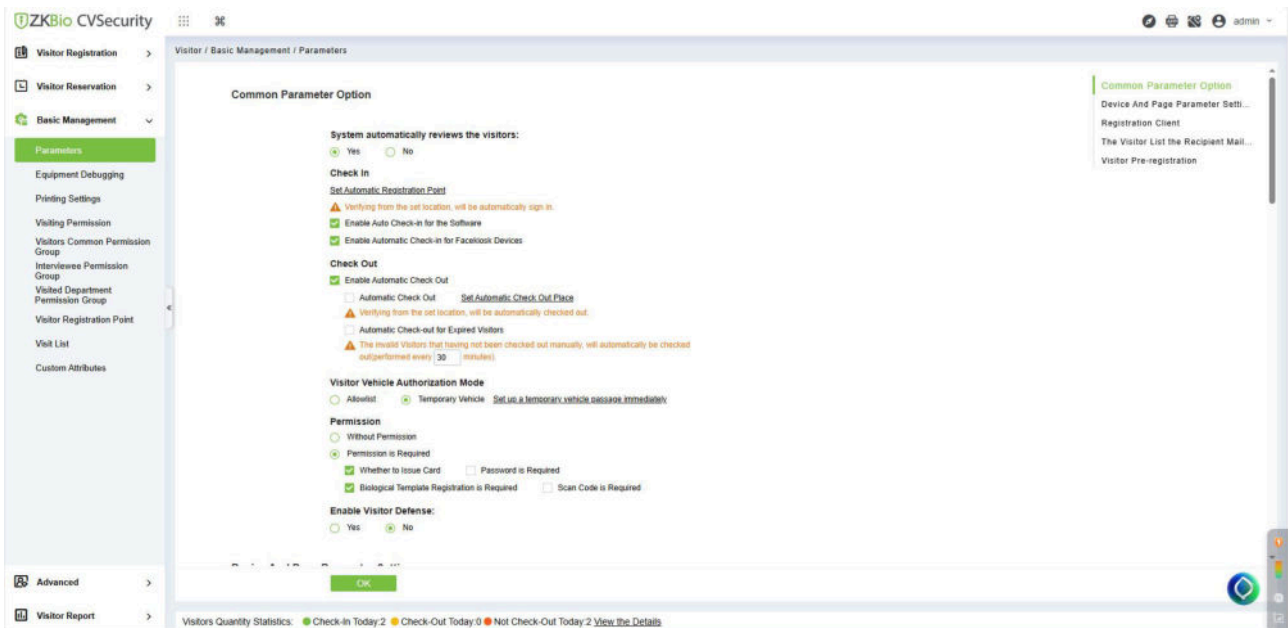 ZKBio CVSecurity
admin
Visitor Registration
Visitor Reservation
Basic Management
Parameters
Equipment Debugging
Printing Settings
Visiting Permission
Visitors Common Permission
Group
Interviewee Permission
Group
Visited Department
Permission Group
Visitor Registration Point
Visit List
Custom Attributes
Advanced
Visitor Report
Visitor / Basic Management / Parameters
Common Parameter Option
System automatically reviews the visitors:
Yes No
Check In
Set Automatic Registration Point
Verifying from the set location, will be automatically sign in.
Enable Auto Check-in for the Software
Enable Automatic Check-in for Facekiosk Devices
Check Out
Enable Automatic Check Out
Automatic Check Out Set Automatic Check Out Place
Verifying from the set location, will be automatically checked out.
Automatic Check-out for Expired Visitors
The invalid Visitors that having not been checked out manually, will automatically be checked
out(performed every 30 minutes)
Visitor Vehicle Authorization Mode
Allowlist Temporary Vehicle Set up a temporary vehicle passage immediately
Permission
Without Permission
Permission is Required
Whether to Issue Card Password is Required
Biological Template Registration is Required Scan Code is Required
Enable Visitor Defense:
Yes No
OK
Common Parameter Option
Device And Page Parameter Setti...
Registration Client
The Visitor List the Recipient Mail...
Visitor Pre-registration
Visitors Quantity Statistics: Check-In Today:2 Check-Out Today:0 Not Check-Out Today:2 View the Details